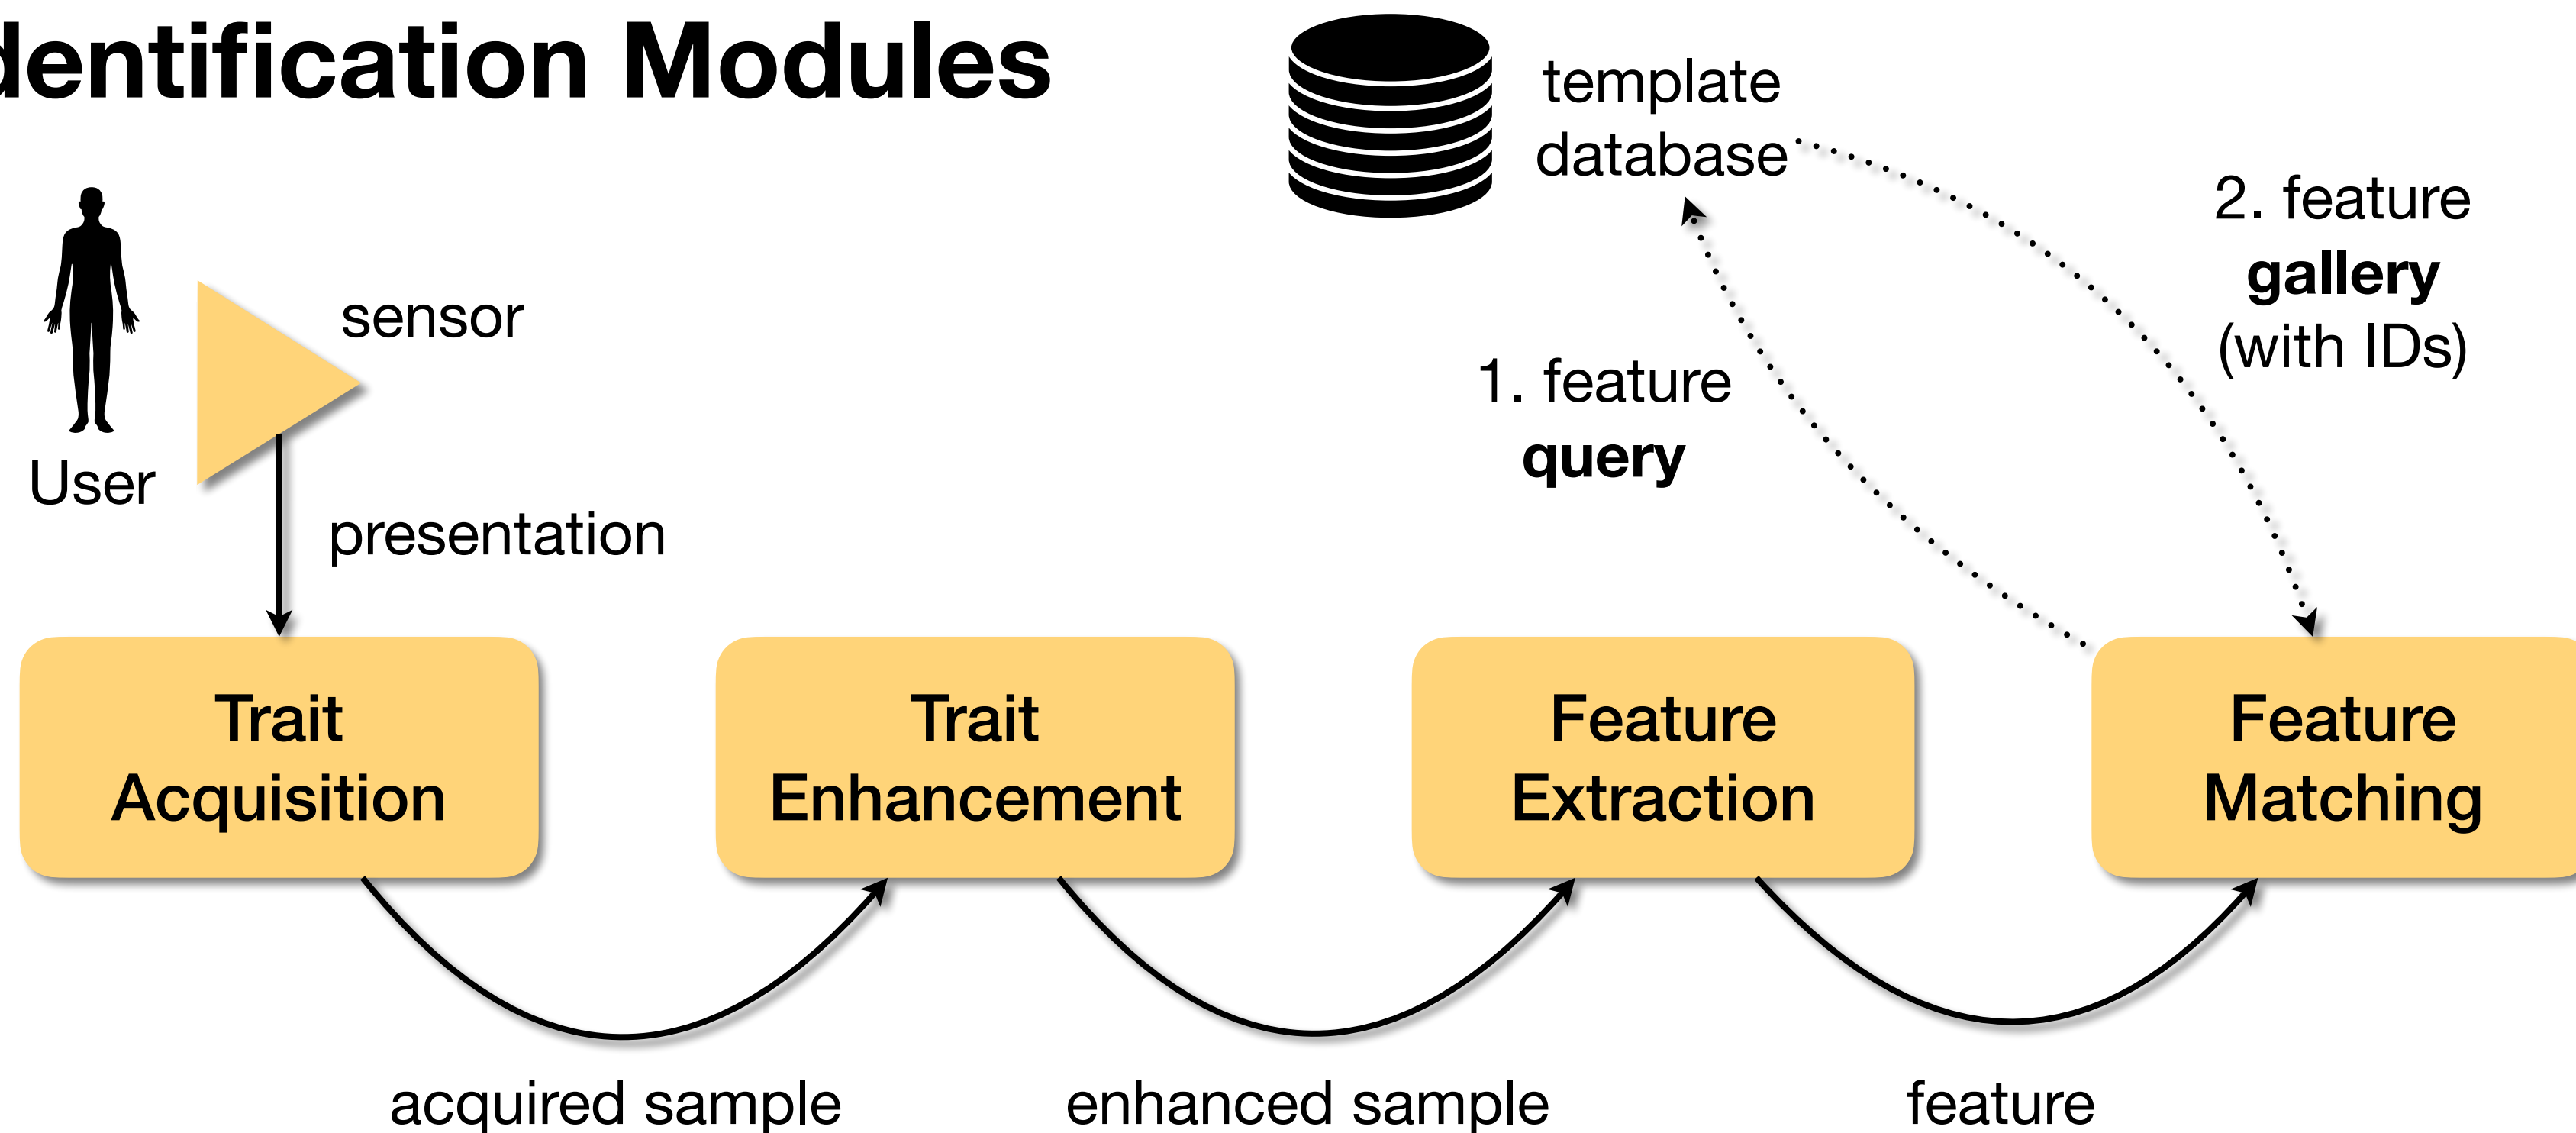 dentification Modules
template
database
2. feature
gallery
(with IDs)
sensor
1. feature
query
User
presentation
Trait
Acquisition
Trait
Enhancement
Feature
Extraction
Feature
Matching
acquired sample
enhanced sample
feature